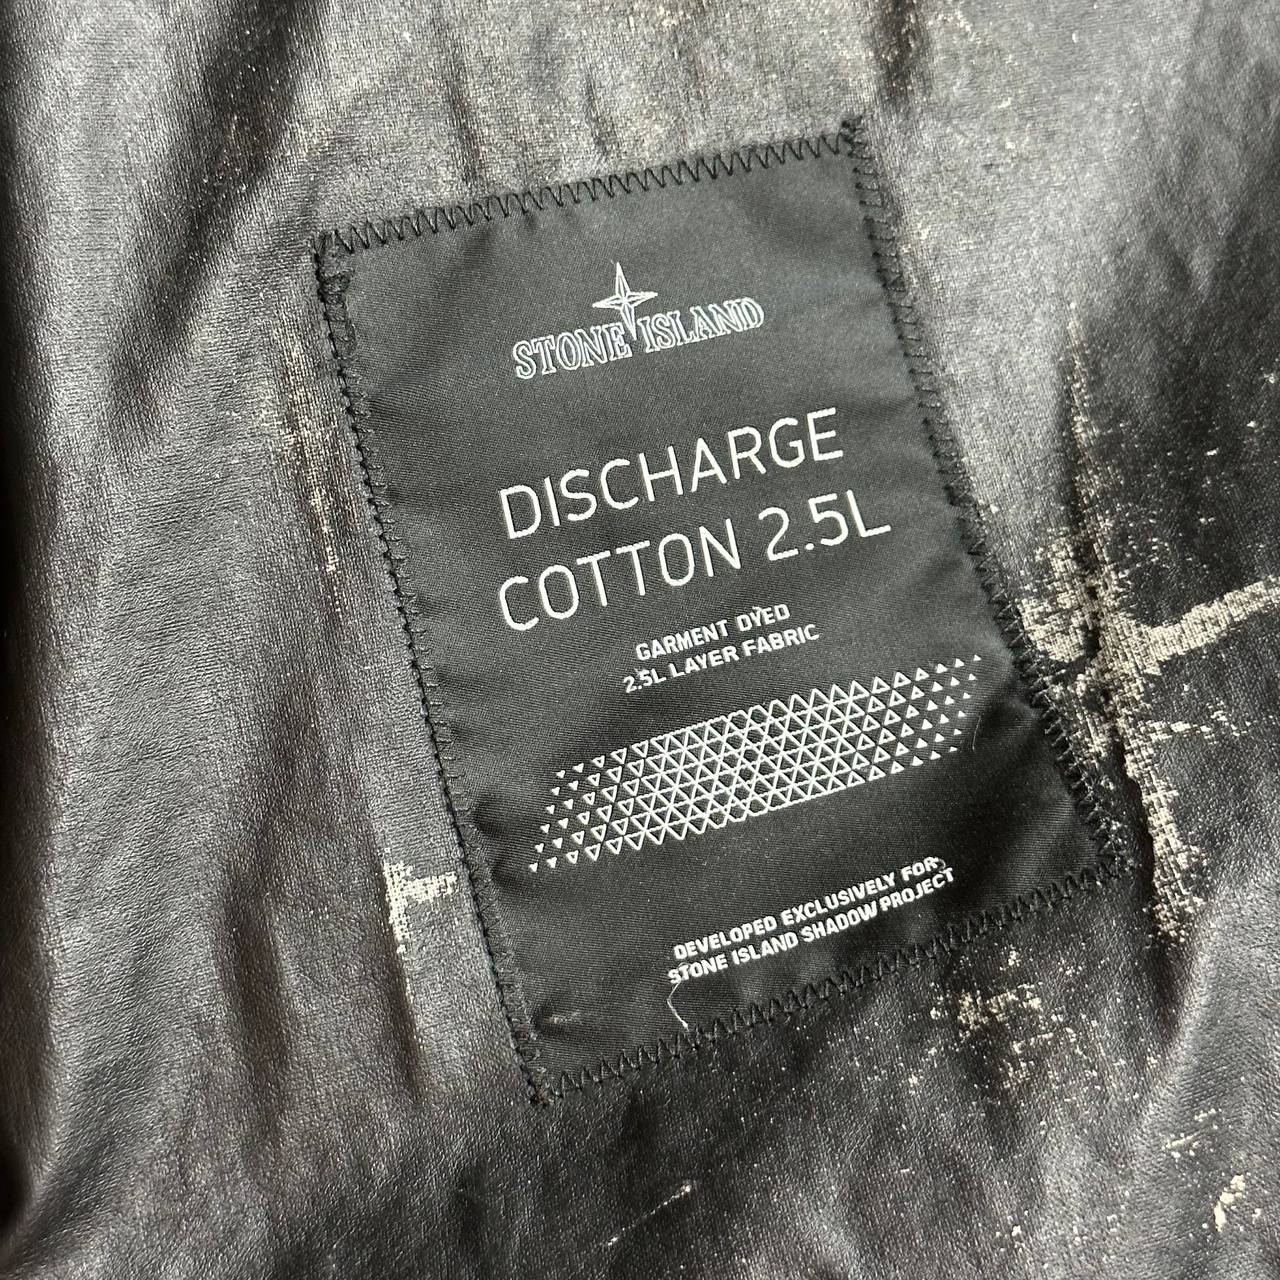 STONE ISLAND
DISCHARGE
COTTON 2.5L
GARMENT DYED
2.5L LAYER FABRIC
DEVELOPED EXCLUSIVELY FOR
STONE ISLAND SHADOW PROJECT